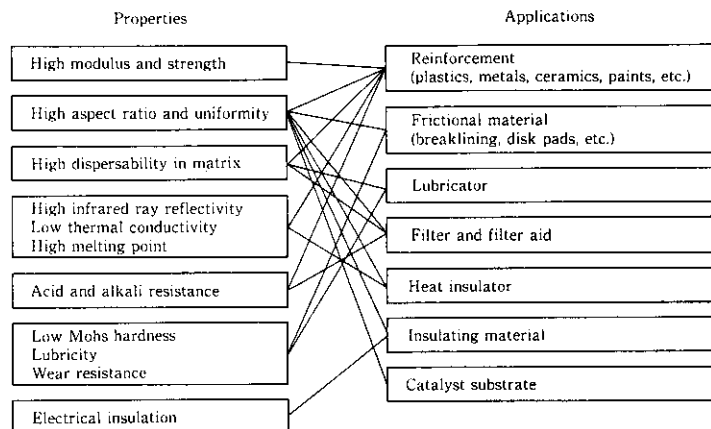 Properties
High modulus and strength
High aspect ratio and uniformity
High dispersability in matrix
High infrared ray reflectivity
Low thermal conductivity
High melting point
Acid and alkali resistance
Low Mohs hardness
Lubricity
Wear resistance
Electrical insulation
Applications
Reinforcement
(plastics, metals, ceramics, paints, etc.)
Frictional material
(breaklining, disk pads, etc.)
Lubricator
Filter and filter aid
Heat insulator
Insulating material
Catalyst substrate